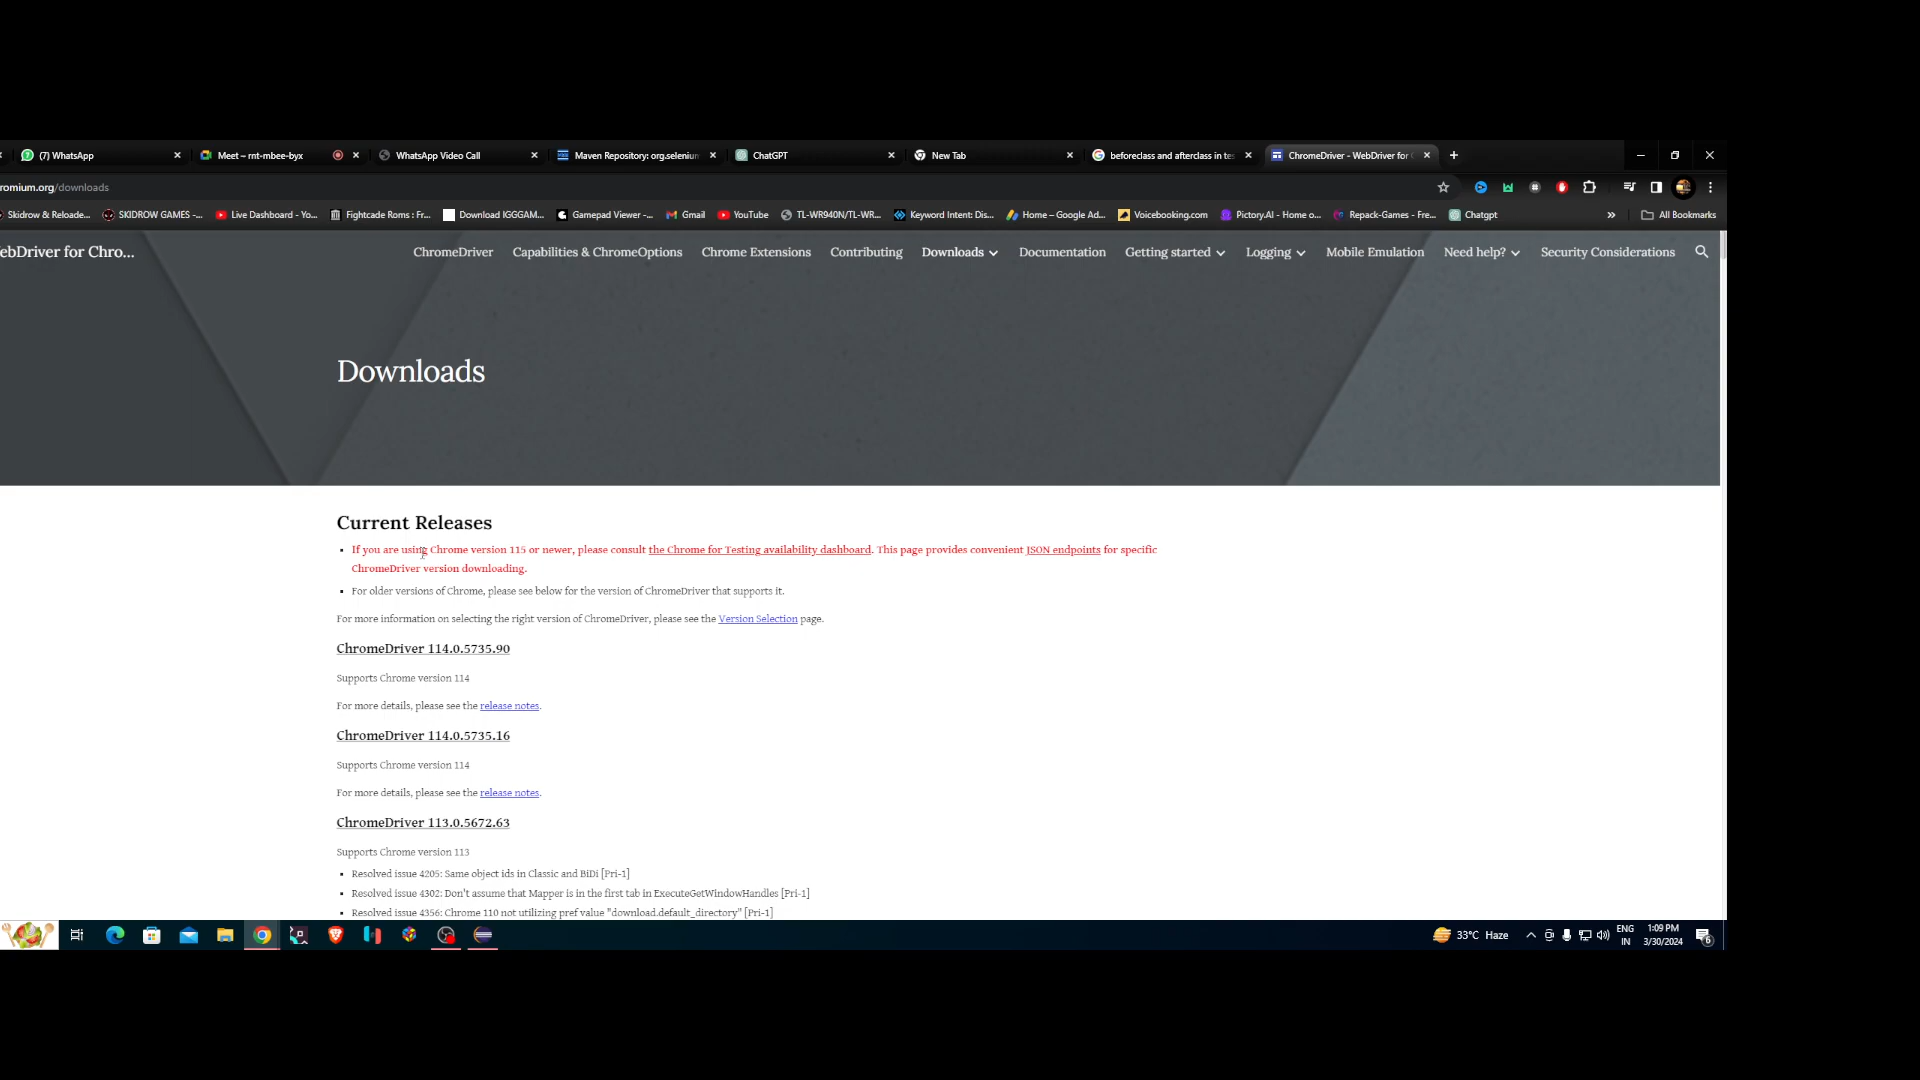 (7) WhatsApp
Meet – rnt-mbee-byx
WhatsApp Video Call
Maven Repository: org.seleniun
ChatGPT
New Tab
beforeclass and afterclass in te:
ChromeDriver - WebDriver for C
romium.org/downloads
Skidrow & Reloade...
SKIDROW GAMES -...
Live Dashboard - Yo...
Fightcade Roms : Fr...
Download IGGGAM...
Gamepad Viewer -...
Gmail
YouTube
TL-WR940N/TL-WR...
Keyword Intent: Dis...
Home – Google Ad...
Voicebooking.com
Pictory.AI - Home o...
Repack-Games - Fre...
Chatgpt
»
All Bookmarks
ebDriver for Chro...
ChromeDriver
Capabilities & ChromeOptions
Chrome Extensions
Contributing
Downloads
Documentation
Getting started
Logging
Mobile Emulation
Need help?
Security Considerations
Downloads
Current Releases
If you are using Chrome version 115 or newer, please consult the Chrome for Testing availability dashboard. This page provides convenient JSON endpoints for specific
ChromeDriver version downloading.
For older versions of Chrome, please see below for the version of ChromeDriver that supports it.
For more information on selecting the right version of ChromeDriver, please see the Version Selection page.
ChromeDriver 114.0.5735.90
Supports Chrome version 114
For more details, please see the release notes.
ChromeDriver 114.0.5735.16
Supports Chrome version 114
For more details, please see the release notes.
ChromeDriver 113.0.5672.63
Supports Chrome version 113
Resolved issue 4205: Same object ids in Classic and BiDi [Pri-1]
Resolved issue 4302: Don't assume that Mapper is in the first tab in ExecuteGetWindowHandles [Pri-1]
Resolved issue 4356: Chrome 110 not utilizing pref value "download.default_directory" [Pri-1]
33°C Haze
ENG
IN
1:09 PM
3/30/2024
6